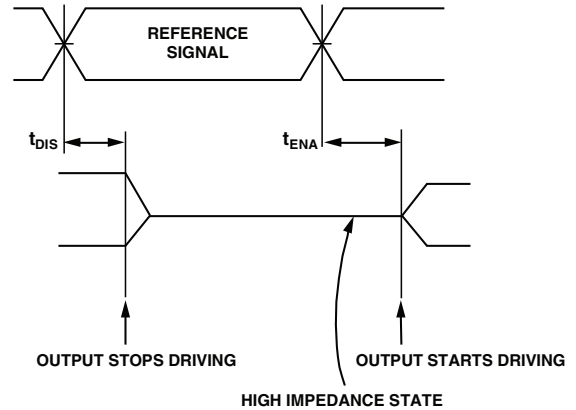 REFERENCE
SIGNAL
tDIS
tENA
OUTPUT STOPS DRIVING
OUTPUT STARTS DRIVING
HIGH IMPEDANCE STATE